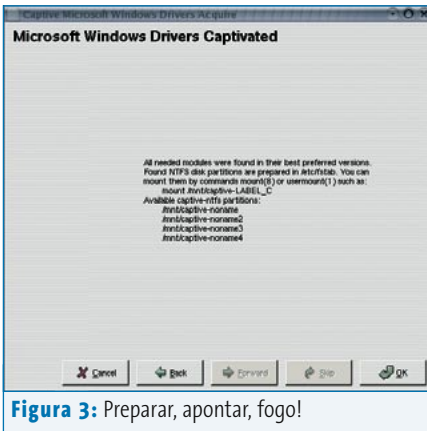 Captive Microsoft Windows Drivers Acquire
Microsoft Windows Drivers Captivated
All needed modules were found in their best preferred versions.
Found NTFS disk partitions are prepared in /etc/fstab. You can
mount them by commands mount(8) or usermount(1) such as:
mount /mnt/captive-LABEL_C
Available captive-ntfs partitions:
/mnt/captive-noname
/mnt/captive-noname2
/mnt/captive-noname3
/mnt/captive-noname4
Cancel Back Forward Skip OK
Figura 3: Preparar, apontar, fogo!